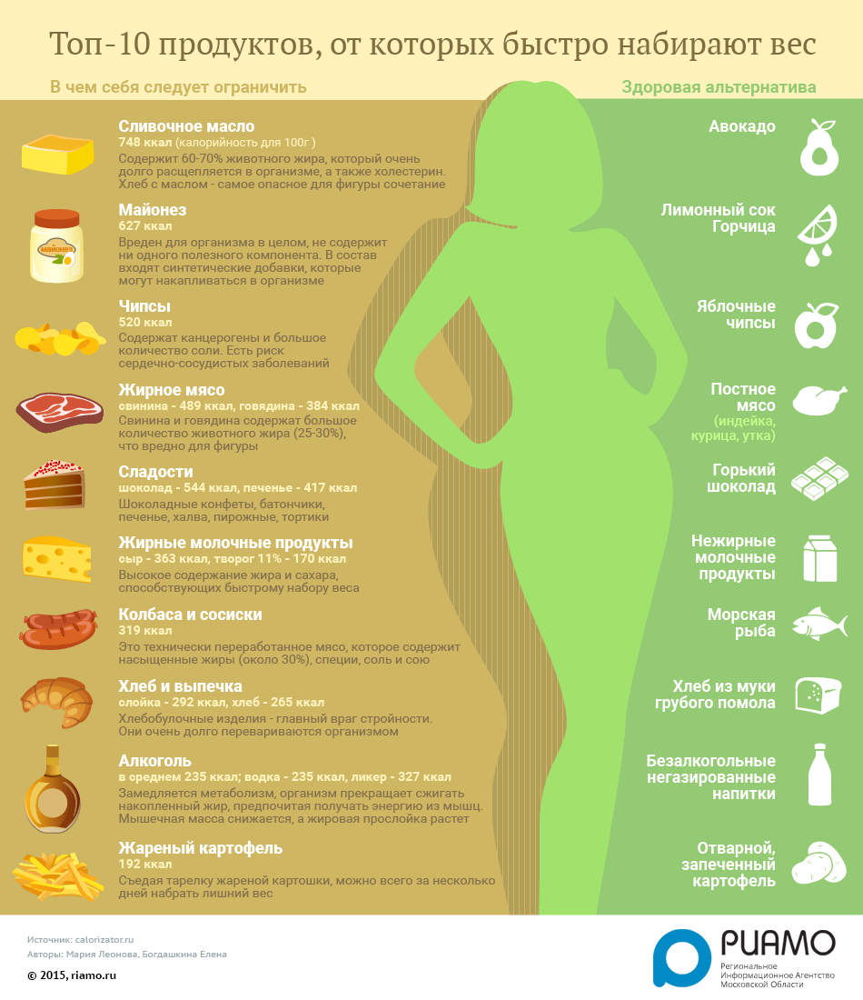 Топ-10 продуктов, от которых быстро набирают вес
В чем себя следует ограничить
Здоровая альтернатива
Сливочное масло
748 ккал (калорийность для 100г )
Содержит 60-70% животного жира, который очень
долго расщепляется в организме, а также холестерин.
Хлеб с маслом - самое опасное для фигуры сочетание
Авокадо
Майонез
627 ккал
Вреден для организма в целом, не содержит
ни одного полезного компонента. В состав
входят синтетические добавки, которые
могут накапливаться в организме
майонез
Лимонный сок
Горчица
Чипсы
520 ккал
Содержат канцерогены и большое
количество соли. Есть риск
сердечно-сосудистых заболеваний
Яблочные
чипсы
Жирное мясо
свинина - 489 ккал, говядина - 384 ккал
Свинина и говядина содержат большое
количество животного жира (25-30%),
что вредно для фигуры
Постное
мясо
(индейка,
курица, утка)
Сладости
шоколад - 544 ккал, печенье - 417 ккал
Шоколадные конфеты, батончики,
печенье, халва, пирожные, тортики
Горький
шоколад
Жирные молочные продукты
сыр - 363 ккал, творог 11% - 170 ккал
Высокое содержание жира и сахара,
способствующих быстрому набору веса
Нежирные
молочные
продукты
Колбаса и сосиски
319 ккал
Это технически переработанное мясо, которое содержит
насыщенные жиры (около 30%), специи, соль и сою
Морская
рыба
Хлеб и выпечка
слойка - 292 ккал, хлеб - 265 ккал
Хлебобулочные изделия - главный враг стройности.
Они очень долго перевариваются организмом
Хлеб из муки
грубого помола
Алкоголь
в среднем 235 ккал; водка - 235 ккал, ликер - 327 ккал
Замедляется метаболизм, организм прекращает сжигать
накопленный жир, предпочитая получать энергию из мышц.
Мышечная масса снижается, а жировая прослойка растет
Безалкогольные
негазированные
напитки
Жареный картофель
192 ккал
Съедая тарелку жареной картошки, можно всего за несколько
дней набрать лишний вес
Отварной,
запеченный
картофель
Источник: calorizator.ru
Авторы: Мария Леонова, Богдашкина Елена
© 2015, riamo.ru
РИАМО
Региональное
Информационное Агентство
Московской Области